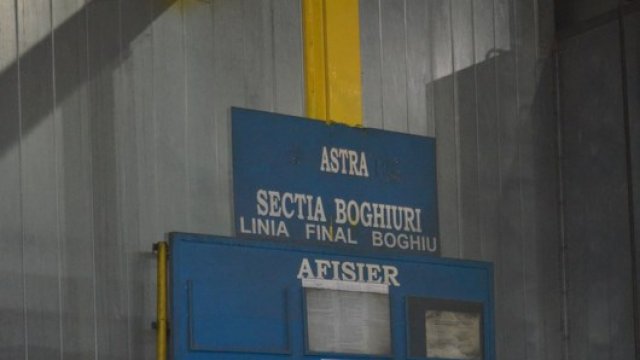 ASTRA
SECTIA BOGHIURI
LINIA FINAL BOGHIU
AFISIER